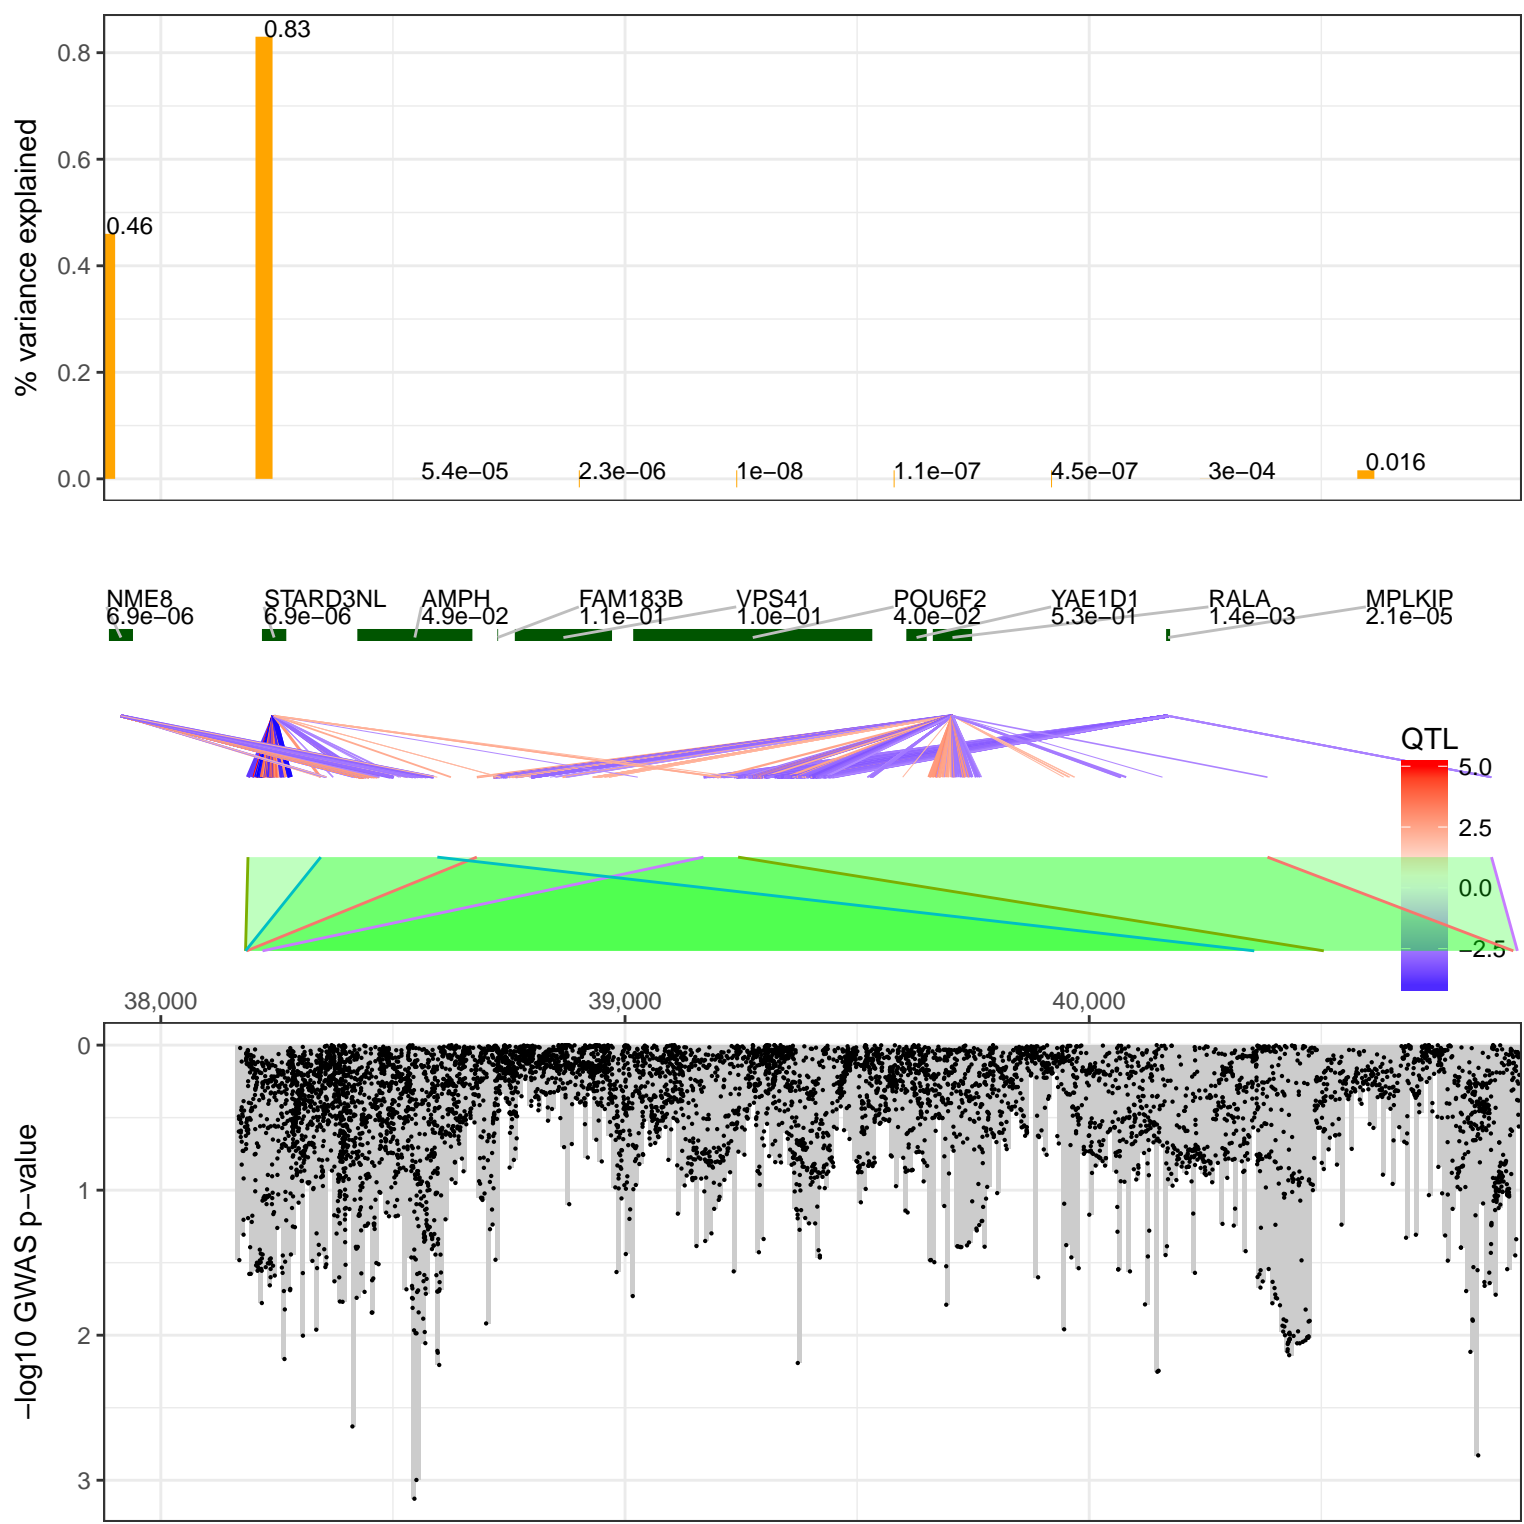 0.83
0.8
0.6
0.46
0.4
0.2
0.0
5.4e−05 2.3e−06 1e−08 1.1e−07 4.5e−07 3e−04 0.016
% variance explained
NME8 STARD3NL AMPH FAM183B VPS41 POU6F2 YAE1D1 RALA MPLKIP
6.9e−06 6.9e−06 4.9e−02 1.1e−01 1.0e−01 4.0e−02 5.3e−01 1.4e−03 2.1e−05
QTL
5.0
2.5
0.0
−2.5
38,000 39,000 40,000
0
1
2
3
−log10 GWAS p−value